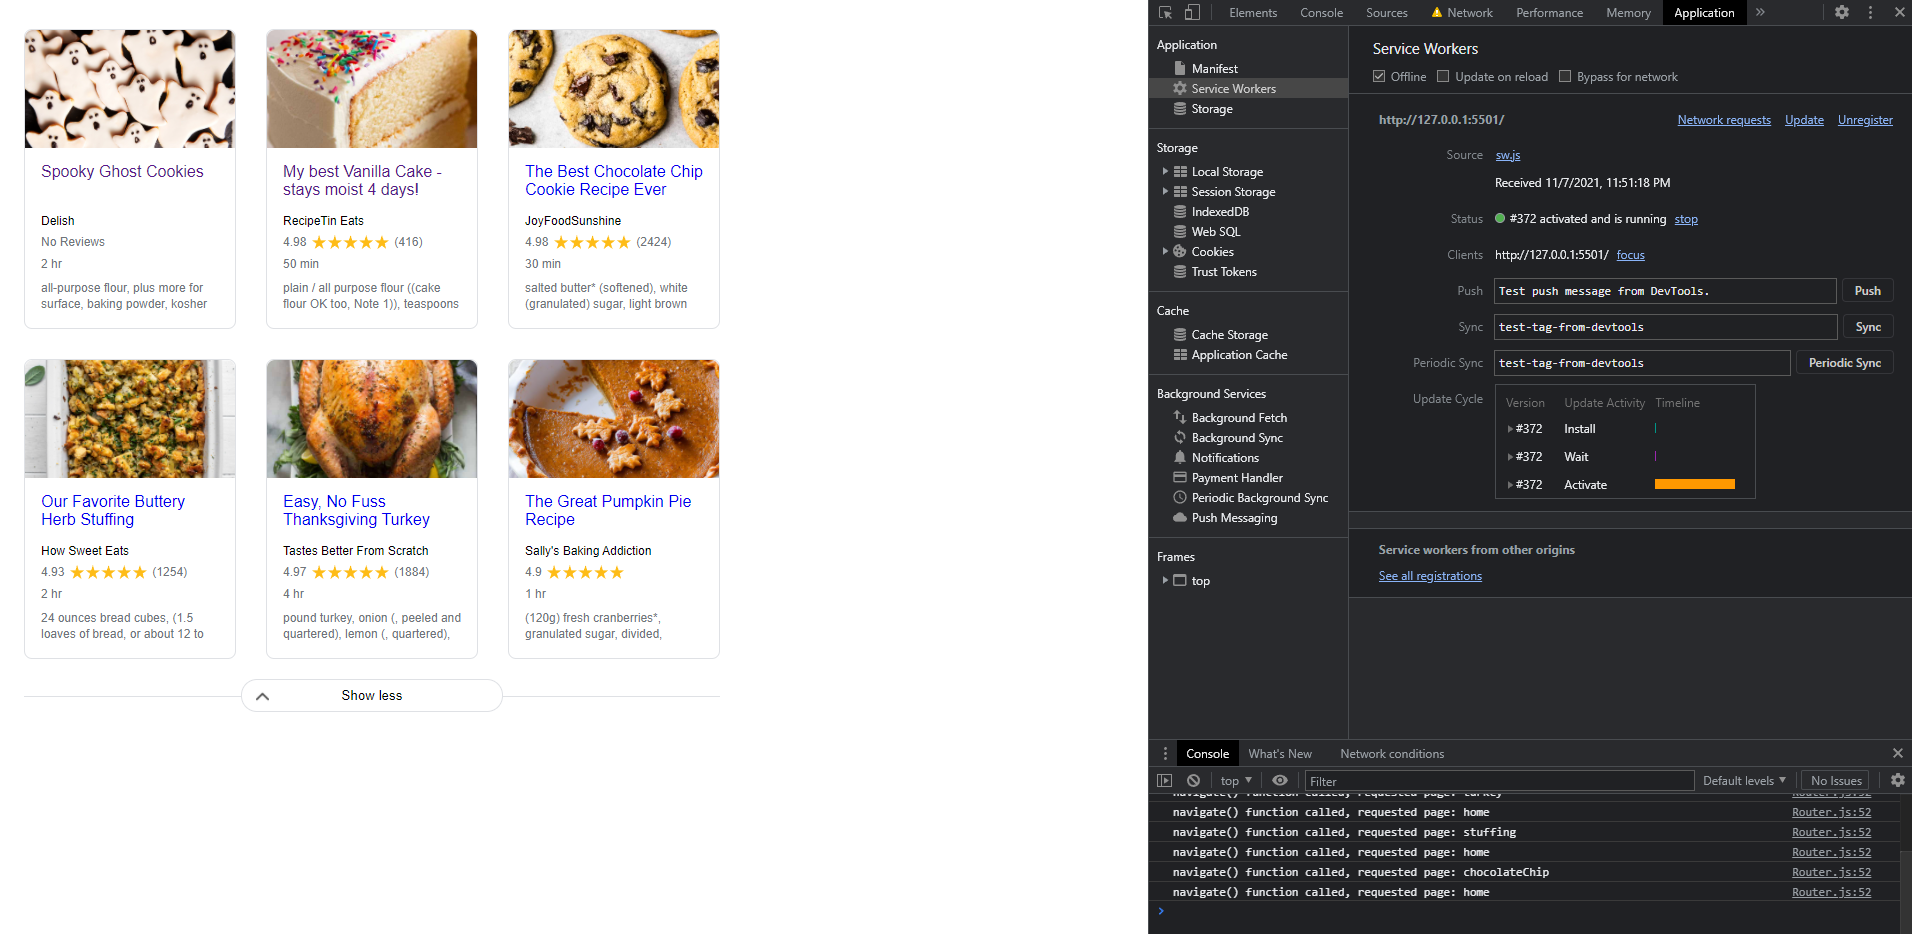 Spooky Ghost Cookies
Delish
No Reviews
2 hr
all-purpose flour, plus more for
surface, baking powder, kosher
My best Vanilla Cake -
stays moist 4 days!
RecipeTin Eats
4.98 ★★★★★ (416)
50 min
plain / all purpose flour ((cake
flour OK too, Note 1)), teaspoons
The Best Chocolate Chip
Cookie Recipe Ever
JoyFoodSunshine
4.98 ★★★★★ (2424)
30 min
salted butter* (softened), white
(granulated) sugar, light brown
Our Favorite Buttery
Herb Stuffing
How Sweet Eats
4.93 ★★★★★ (1254)
2 hr
24 ounces bread cubes, (1.5
loaves of bread, or about 12 to
Easy, No Fuss
Thanksgiving Turkey
Tastes Better From Scratch
4.97 ★★★★★ (1884)
4 hr
pound turkey, onion (, peeled and
quartered), lemon (, quartered),
The Great Pumpkin Pie
Recipe
Sally's Baking Addiction
4.9 ★★★★★
1 hr
(120g) fresh cranberries*,
granulated sugar, divided,
Show less
Elements Console Sources Network Performance Memory Application »
Application
Manifest
Service Workers
Storage
Storage
Local Storage
Session Storage
IndexedDB
Web SQL
Cookies
Trust Tokens
Cache
Cache Storage
Application Cache
Background Services
Background Fetch
Background Sync
Notifications
Payment Handler
Periodic Background Sync
Push Messaging
Frames
top
Service Workers
Offline Update on reload Bypass for network
http://127.0.0.1:5501/ Network requests Update Unregister
Source sw.js
Received 11/7/2021, 11:51:18 PM
Status #372 activated and is running stop
Clients http://127.0.0.1:5501/ focus
Push Test push message from DevTools. Push
Sync test-tag-from-devtools Sync
Periodic Sync test-tag-from-devtools Periodic Sync
Update Cycle Version Update Activity Timeline
#372 Install
#372 Wait
#372 Activate
Service workers from other origins
See all registrations
Console What's New Network conditions
top Filter Default levels No Issues
navigate() function called, requested page: turkey Router.js:52
navigate() function called, requested page: home Router.js:52
navigate() function called, requested page: stuffing Router.js:52
navigate() function called, requested page: home Router.js:52
navigate() function called, requested page: chocolateChip Router.js:52
navigate() function called, requested page: home Router.js:52